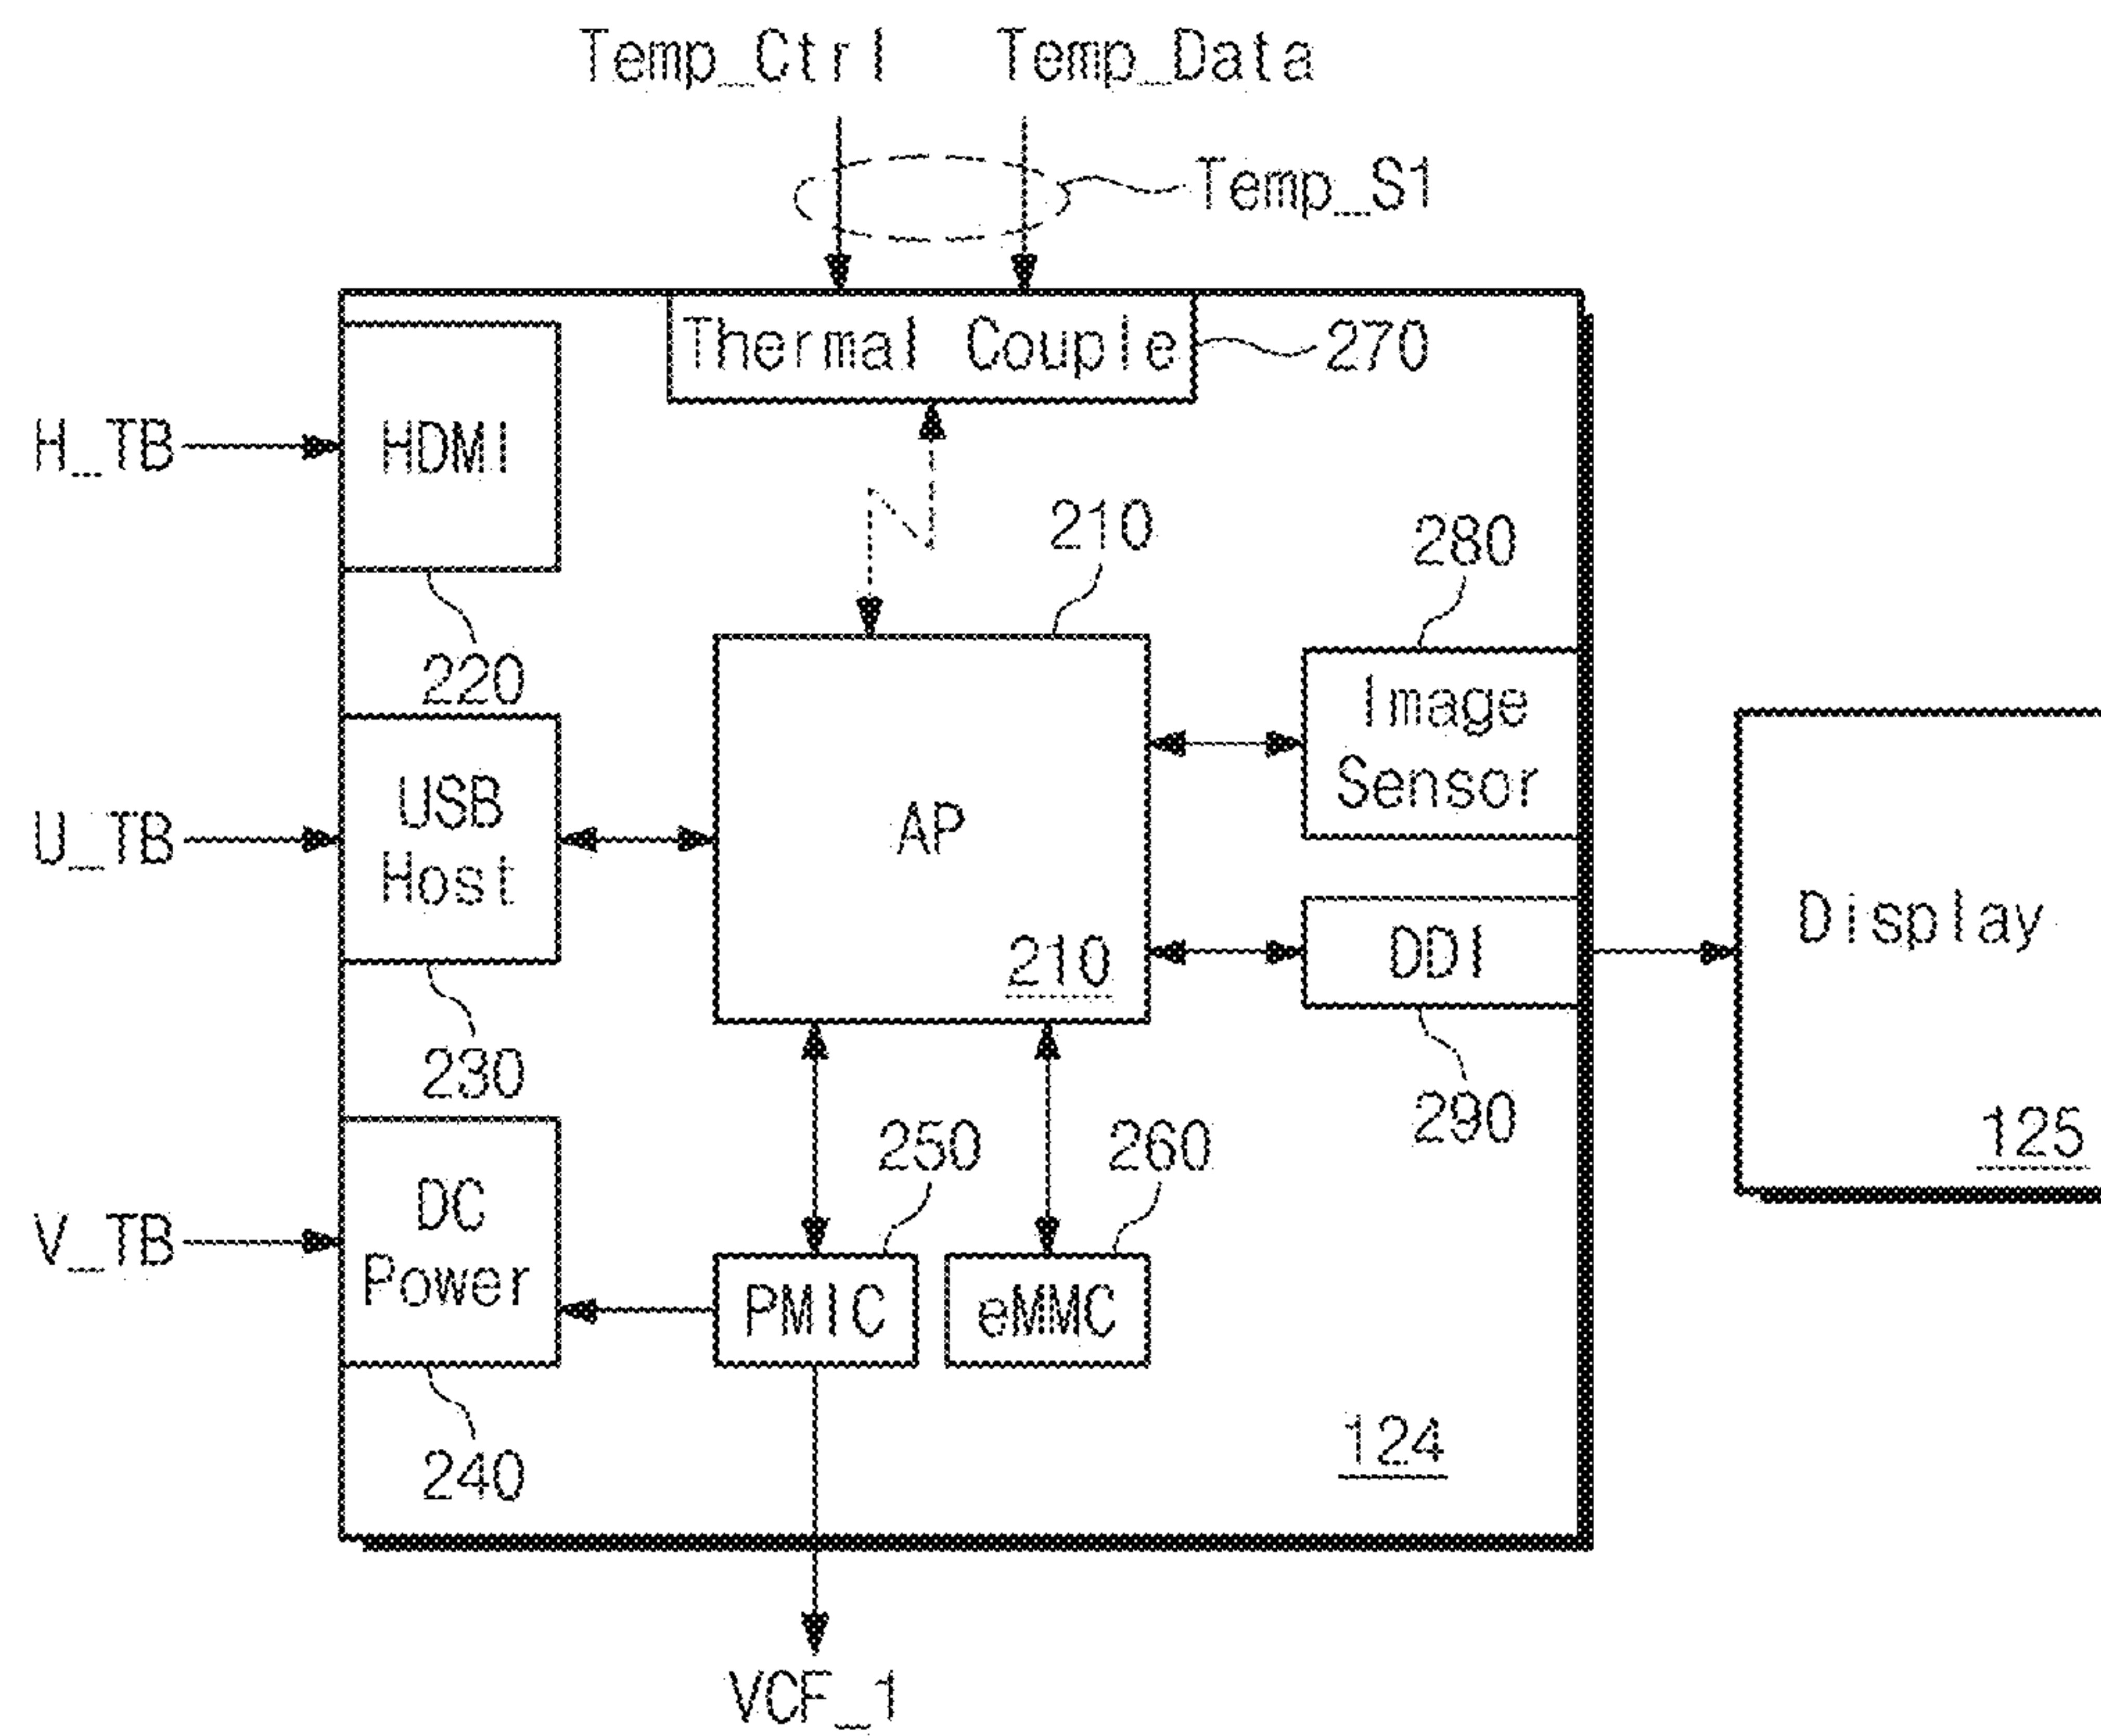 Temp_Ctrl Temp_Data
Temp_S1
Thermal Couple
270
H_TB
HDMI
210
280
220
Image
Sensor
U_TB
USB
Host
AP
210
DDI
Display
230
290
125
250
260
V_TB
DC
Power
PMIC
eMMC
240
124
VCF_1